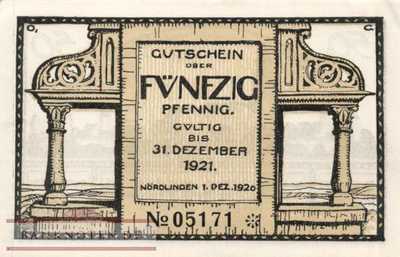 O. C.
GUTSCHEIN
ÜBER
FÜNFZIG
PFENNIG.
GÜLTIG
BIS
31. DEZEMBER
1921.
NÖRDLINGEN 1. DEZ. 1920
No 05171